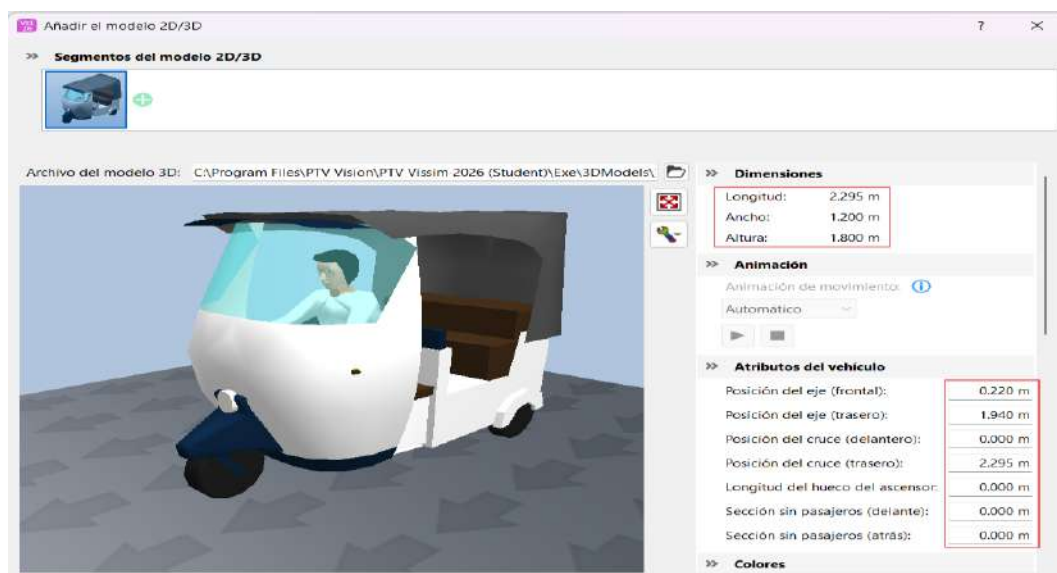 Añadir el modelo 2D/3D
? ×
» Segmentos del modelo 2D/3D
Archivo del modelo 3D: C:\Program Files\PTV Vision\PTV Vissim 2026 (Student)\Exe\3DModels\
» Dimensiones
Longitud: 2.295 m
Ancho: 1.200 m
Altura: 1.800 m
» Animación
Animación de movimiento:
Automatico
» Atributos del vehículo
Posición del eje (frontal): 0.220 m
Posición del eje (trasero): 1.940 m
Posición del cruce (delantero): 0.000 m
Posición del cruce (trasero): 2.295 m
Longitud del hueco del ascensor: 0.000 m
Sección sin pasajeros (delante): 0.000 m
Sección sin pasajeros (atrás): 0.000 m
» Colores